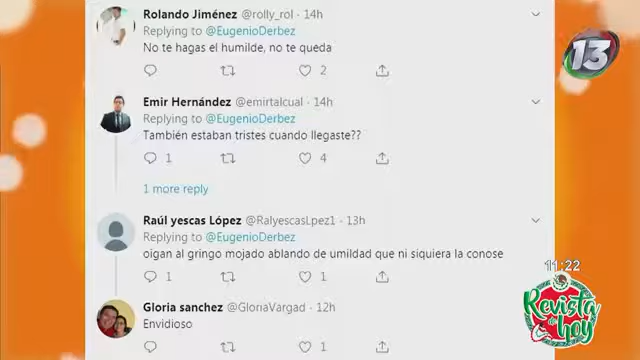 Rolando Jiménez @rolly_rol · 14h
Replying to @EugenioDerbez
No te hagas el humilde, no te queda
2
13
Emir Hernández @emirtalcual · 14h
Replying to @EugenioDerbez
También estaban tristes cuando llegaste??
1 4
1 more reply
Raúl yescas López @RalyescasLpez1 · 13h
Replying to @EugenioDerbez
oigan al gringo mojado ablando de umildad que ni siquiera la conose
1 1
11:22
Gloria sanchez @GloriaVargad · 12h
Envidioso
1 1
Revista
de hoy